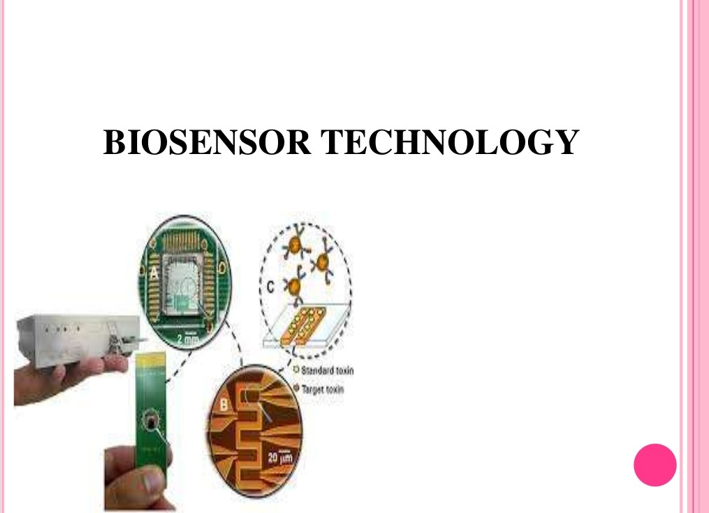 BIOSENSOR TECHNOLOGY
A
2 mm
C
Standard toxin
Target toxin
B
20 μm